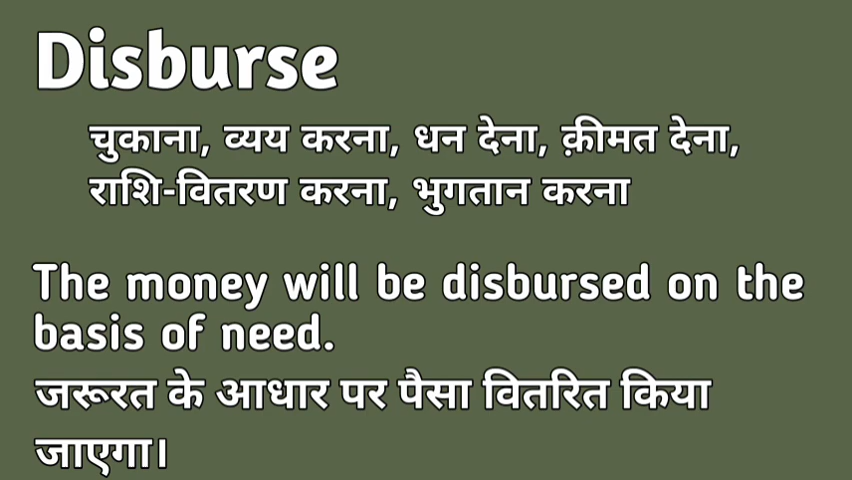 Disburse
चुकाना, व्यय करना, धन देना, क़ीमत देना,
राशि-वितरण करना, भुगतान करना
The money will be disbursed on the
basis of need.
जरूरत के आधार पर पैसा वितरित किया
जाएगा।